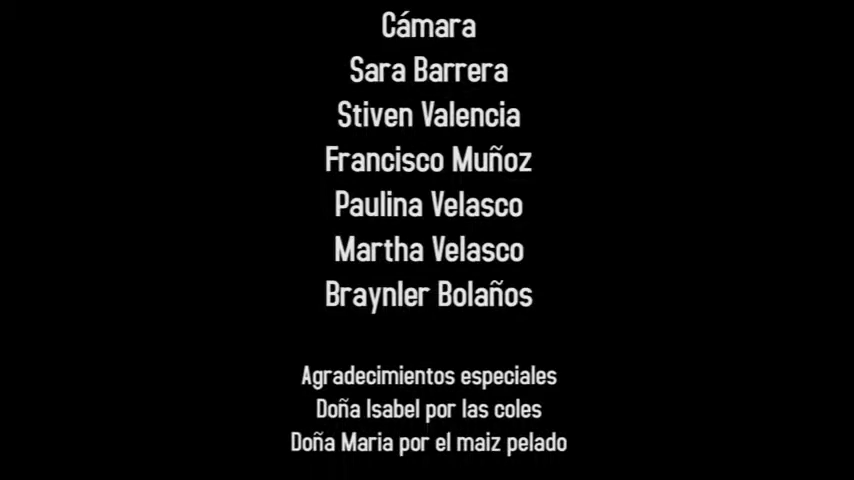 Cámara
Sara Barrera
Stiven Valencia
Francisco Muñoz
Paulina Velasco
Martha Velasco
Braynler Bolaños
Agradecimientos especiales
Doña Isabel por las coles
Doña Maria por el maiz pelado